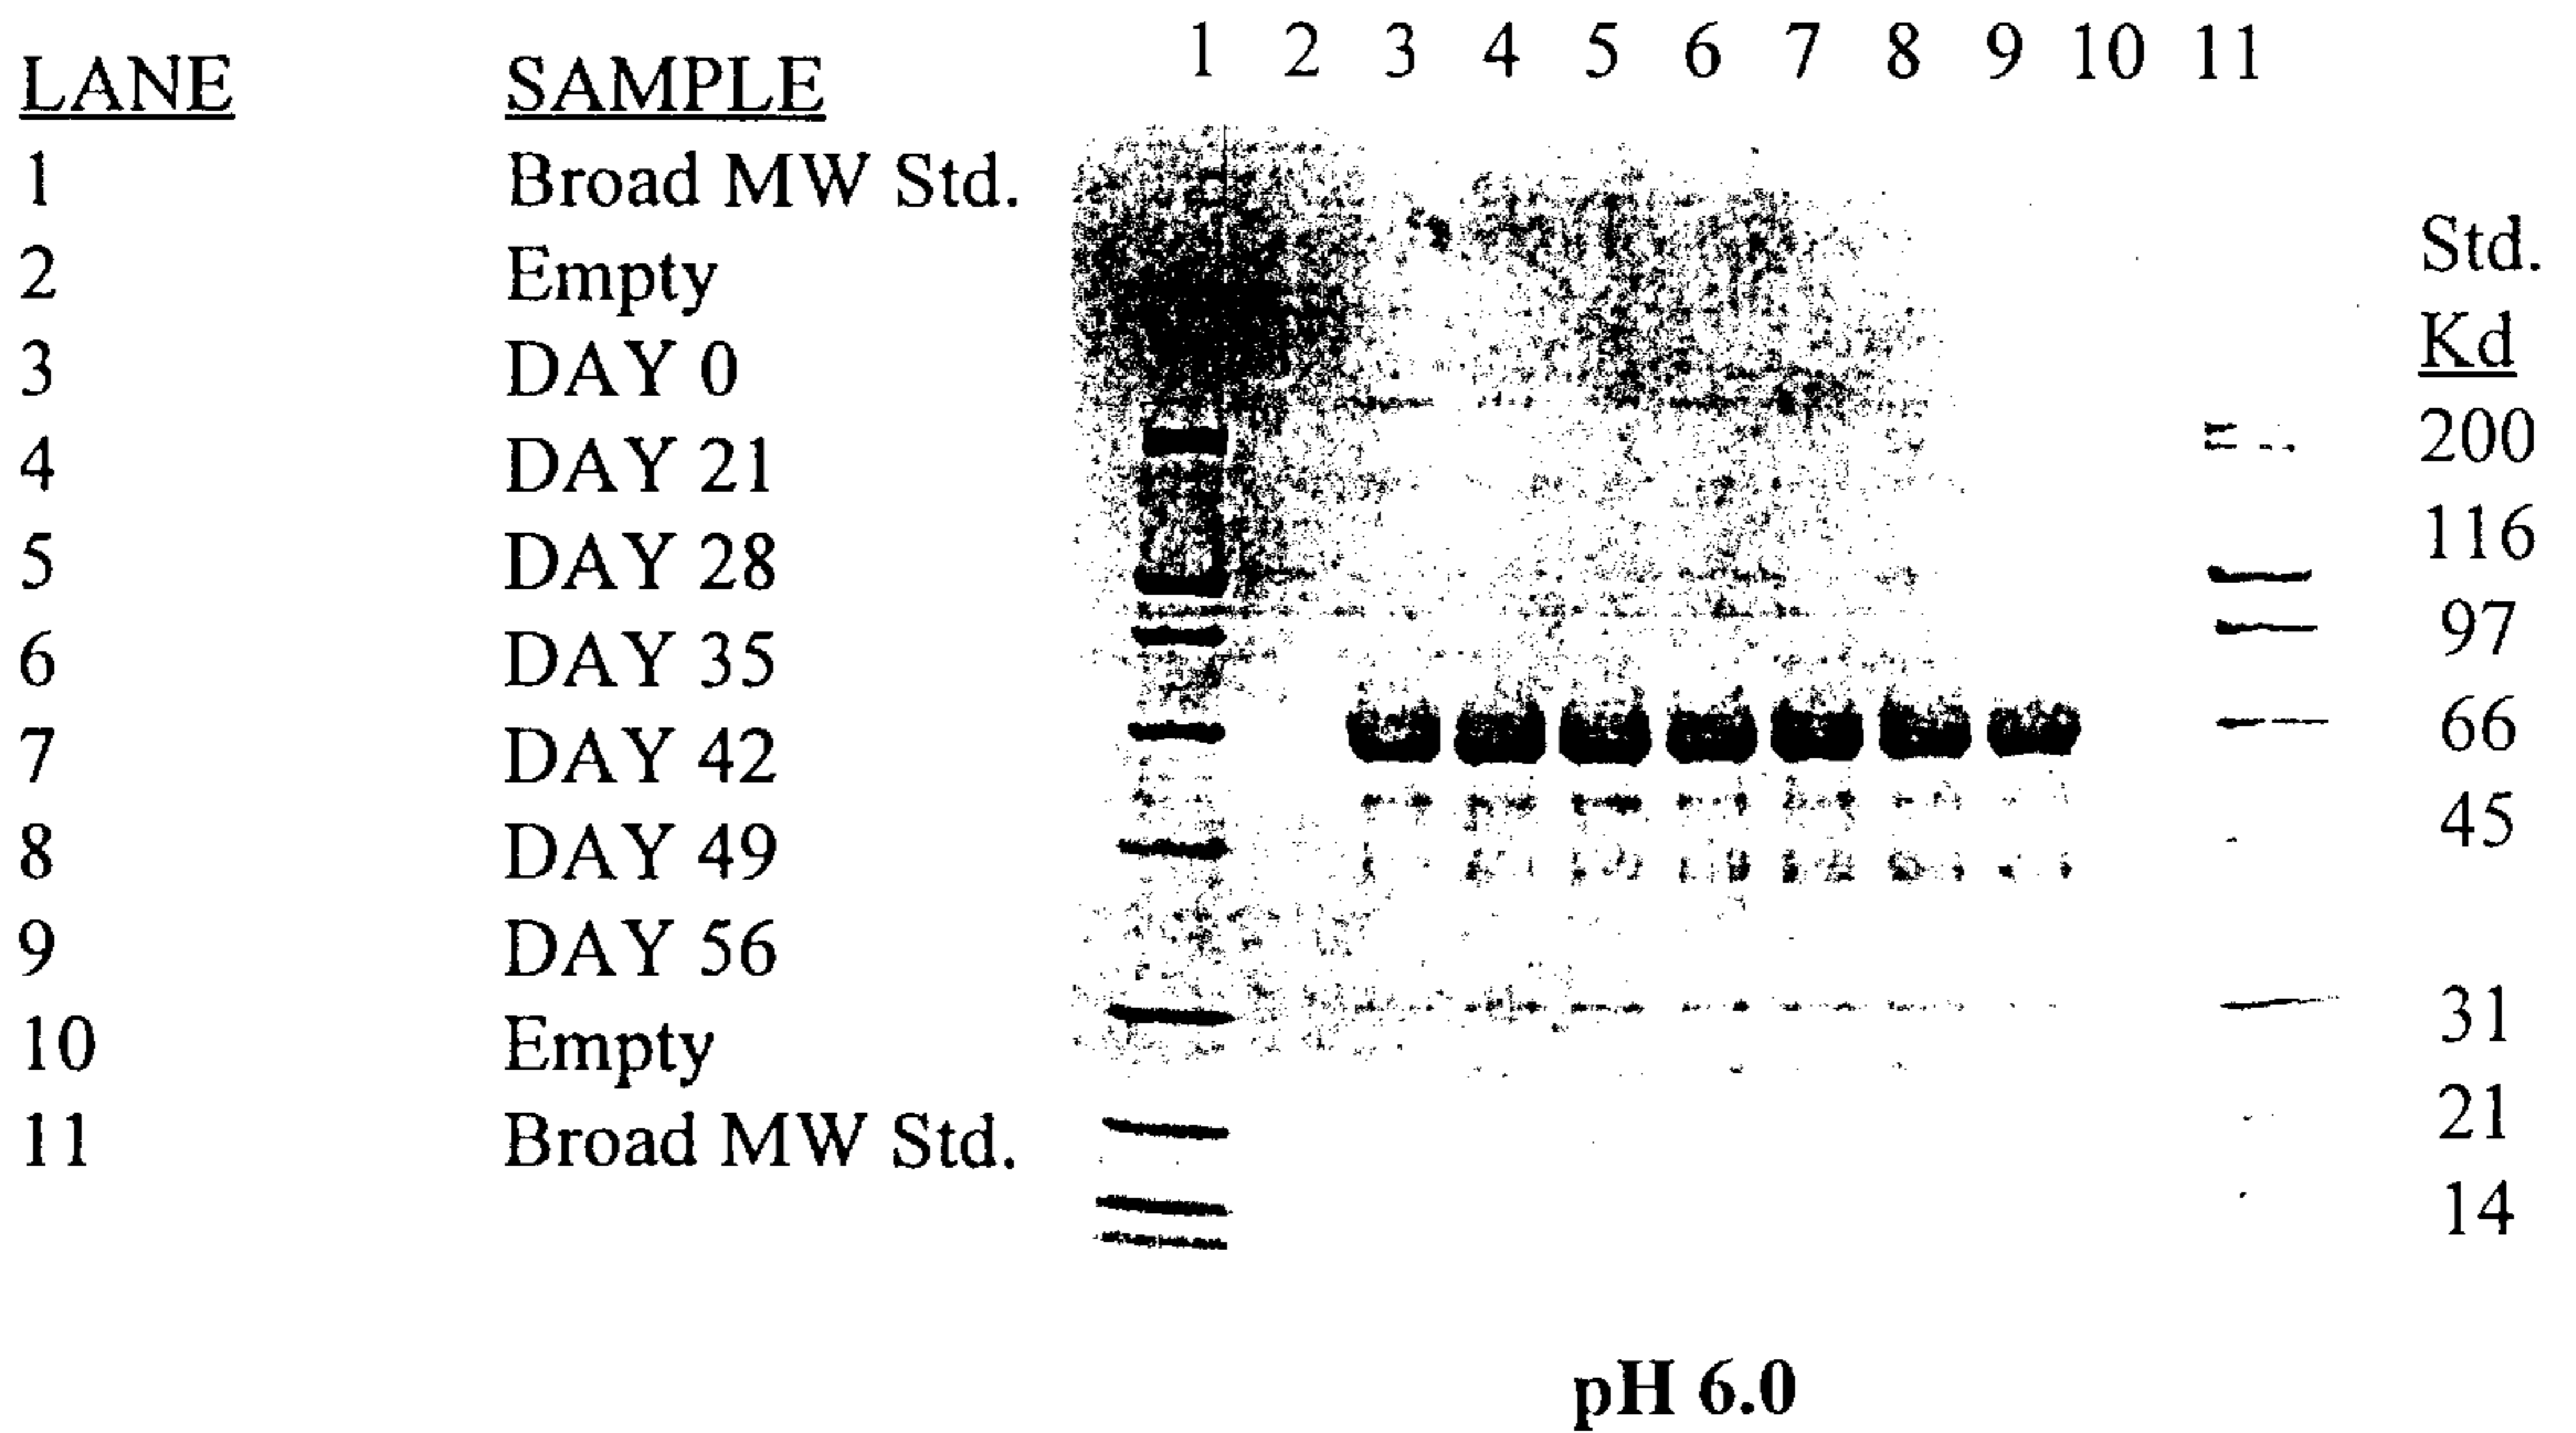 1 2 3 4 5 6 7 8 9 10 11
LANE SAMPLE
1 Broad MW Std.
2 Empty
3 DAY 0
4 DAY 21
5 DAY 28
6 DAY 35
7 DAY 42
8 DAY 49
9 DAY 56
10 Empty
11 Broad MW Std.
Std.
Kd
200
116
97
66
45
31
21
14
pH 6.0